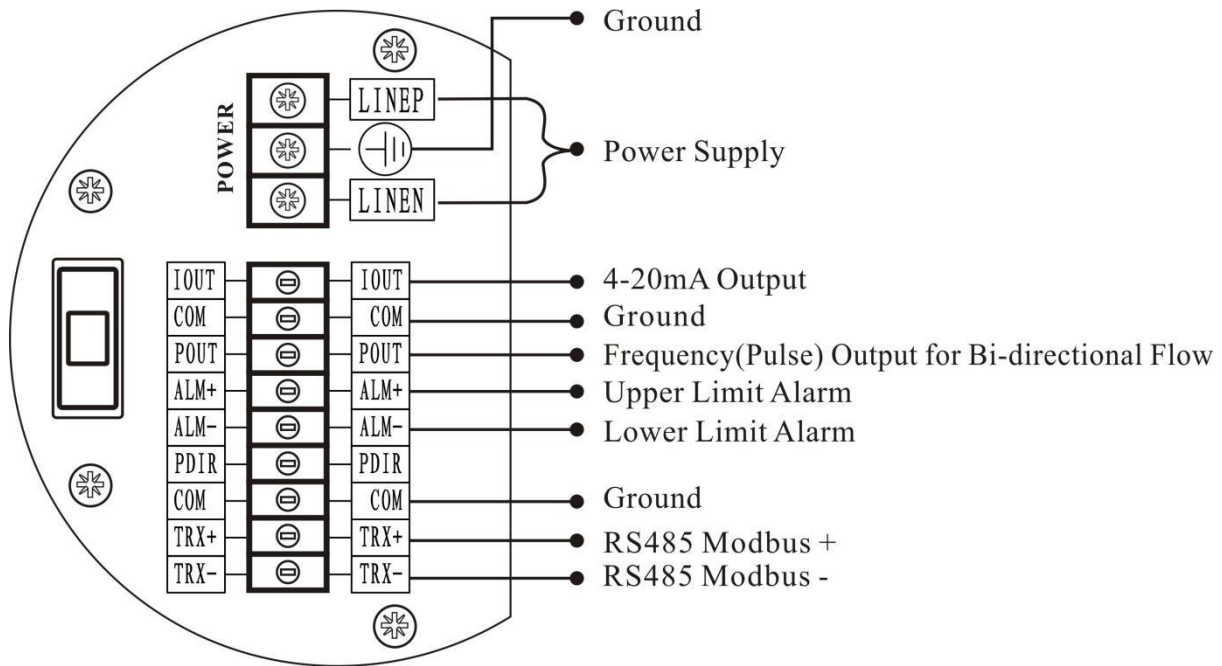 Ground
POWER
LINEP
Power Supply
LINEN
IOUT IOUT 4-20mA Output
COM COM Ground
POUT POUT Frequency(Pulse) Output for Bi-directional Flow
ALM+ ALM+ Upper Limit Alarm
ALM- ALM- Lower Limit Alarm
PDIR PDIR
COM COM Ground
TRX+ TRX+ RS485 Modbus +
TRX- TRX- RS485 Modbus -